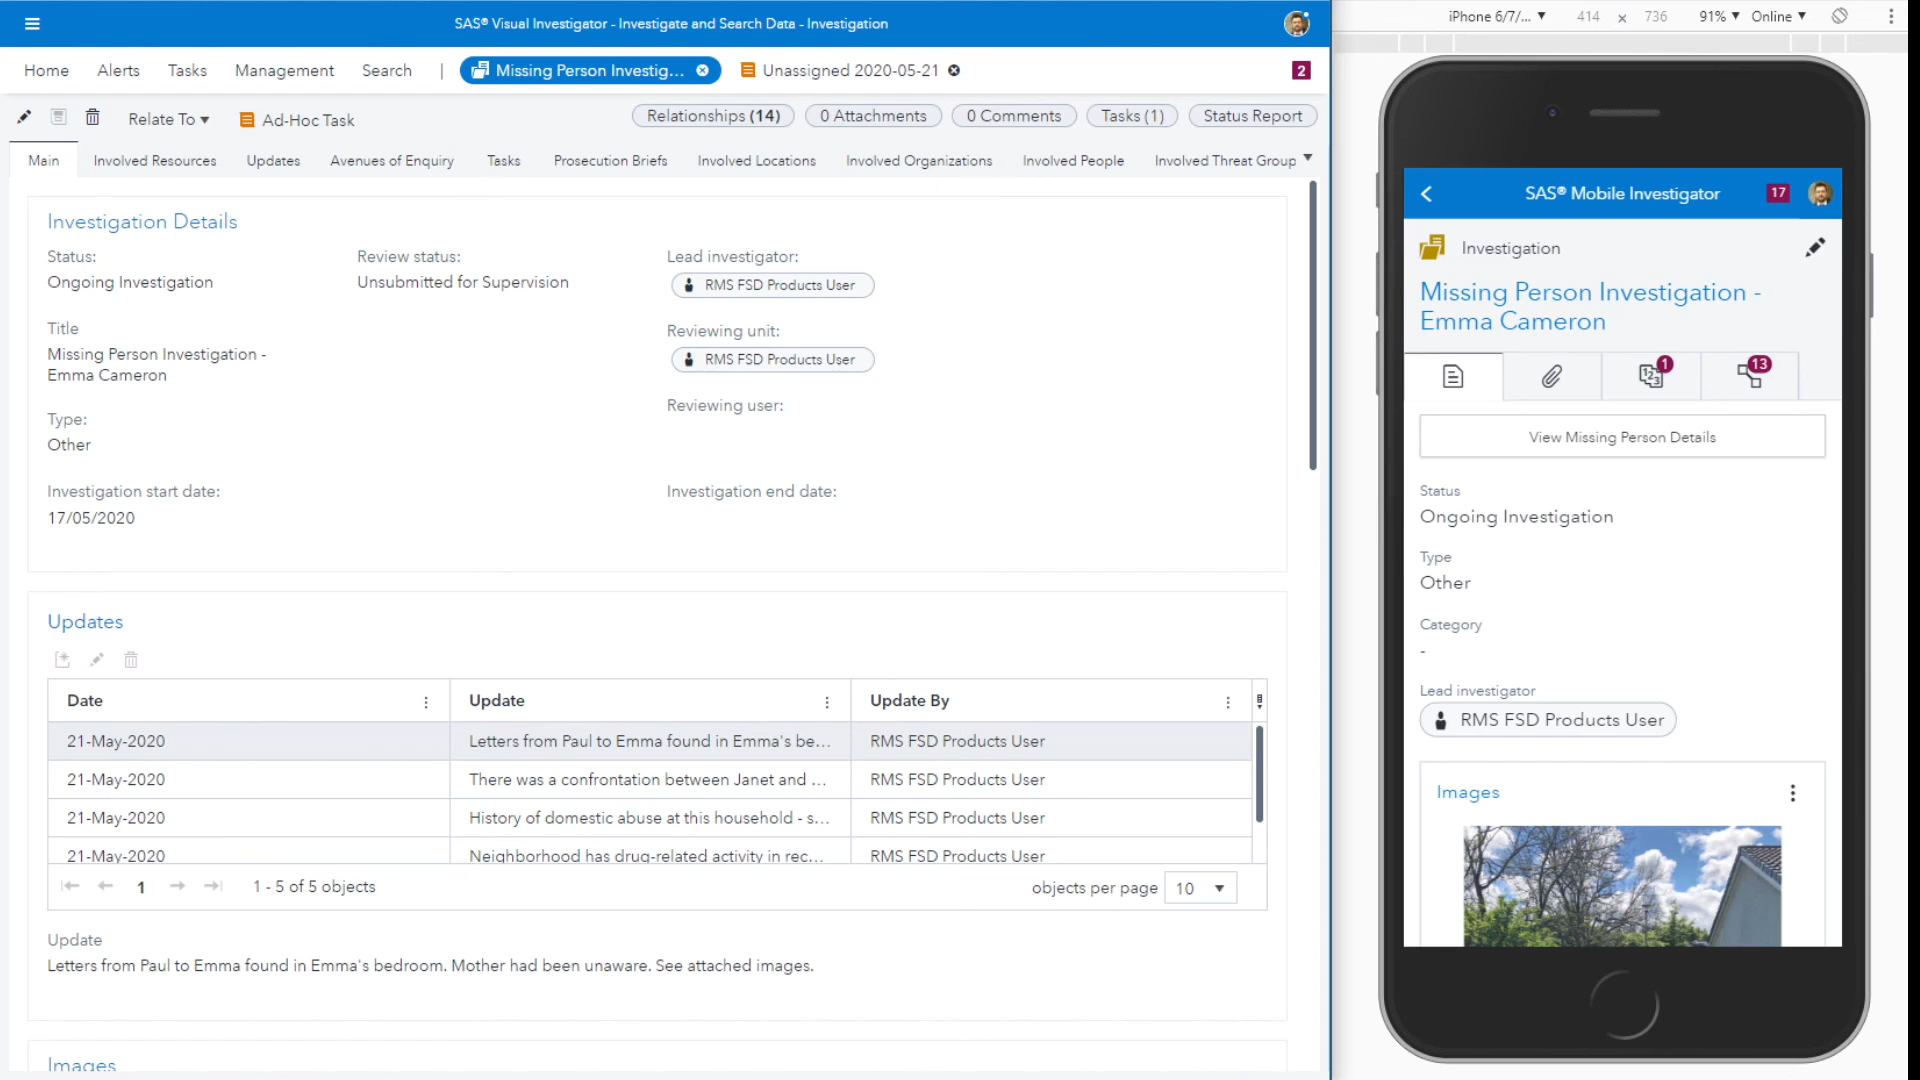 SAS® Visual Investigator - Investigate and Search Data - Investigation
Home Alerts Tasks Management Search | Missing Person Investig... Unassigned 2020-05-21 2
Relate To Ad-Hoc Task Relationships (14) 0 Attachments 0 Comments Tasks (1) Status Report
Main Involved Resources Updates Avenues of Enquiry Tasks Prosecution Briefs Involved Locations Involved Organizations Involved People Involved Threat Group
Investigation Details
Status: Review status: Lead investigator:
Ongoing Investigation Unsubmitted for Supervision RMS FSD Products User
Title Reviewing unit:
Missing Person Investigation - RMS FSD Products User
Emma Cameron
Reviewing user:
Type:
Other
Investigation start date: Investigation end date:
17/05/2020
Updates
Date Update Update By
21-May-2020 Letters from Paul to Emma found in Emma's be... RMS FSD Products User
21-May-2020 There was a confrontation between Janet and ... RMS FSD Products User
21-May-2020 History of domestic abuse at this household - s... RMS FSD Products User
21-May-2020 Neighborhood has drug-related activity in rec... RMS FSD Products User
1 1 - 5 of 5 objects objects per page 10
Update
Letters from Paul to Emma found in Emma's bedroom. Mother had been unaware. See attached images.
Images
iPhone 6/7/... 414 x 736 91% Online
SAS® Mobile Investigator 17
Investigation
Missing Person Investigation -
Emma Cameron
123 1 13
View Missing Person Details
Status
Ongoing Investigation
Type
Other
Category
-
Lead investigator
RMS FSD Products User
Images